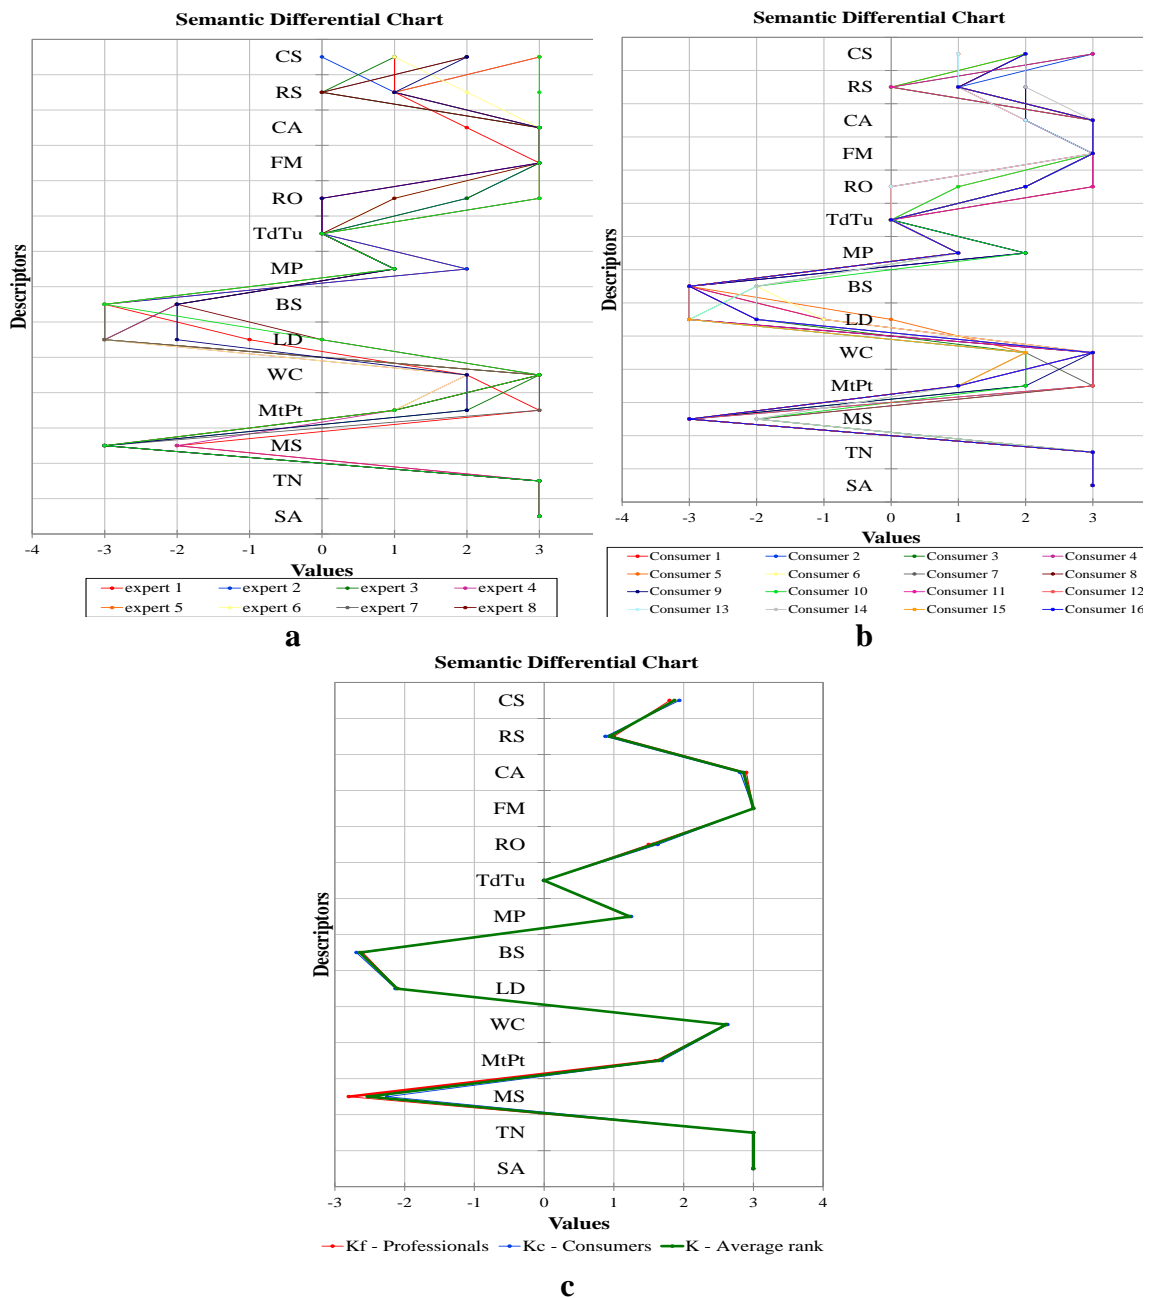 Semantic Differential Chart
CS
RS
CA
FM
RO
TdTu
MP
BS
LD
WC
MtPt
MS
TN
SA
Descriptors
-4 -3 -2 -1 0 1 2 3
Values
expert 1 expert 2 expert 3 expert 4
expert 5 expert 6 expert 7 expert 8
a
Semantic Differential Chart
CS
RS
CA
FM
RO
TdTu
MP
BS
LD
WC
MtPt
MS
TN
SA
Descriptors
-4 -3 -2 -1 0 1 2 3
Values
Consumer 1 Consumer 2 Consumer 3 Consumer 4
Consumer 5 Consumer 6 Consumer 7 Consumer 8
Consumer 9 Consumer 10 Consumer 11 Consumer 12
Consumer 13 Consumer 14 Consumer 15 Consumer 16
b
Semantic Differential Chart
CS
RS
CA
FM
RO
TdTu
MP
BS
LD
WC
MtPt
MS
TN
SA
Descriptors
-3 -2 -1 0 1 2 3 4
Values
Kf - Professionals Kc - Consumers K - Average rank
c